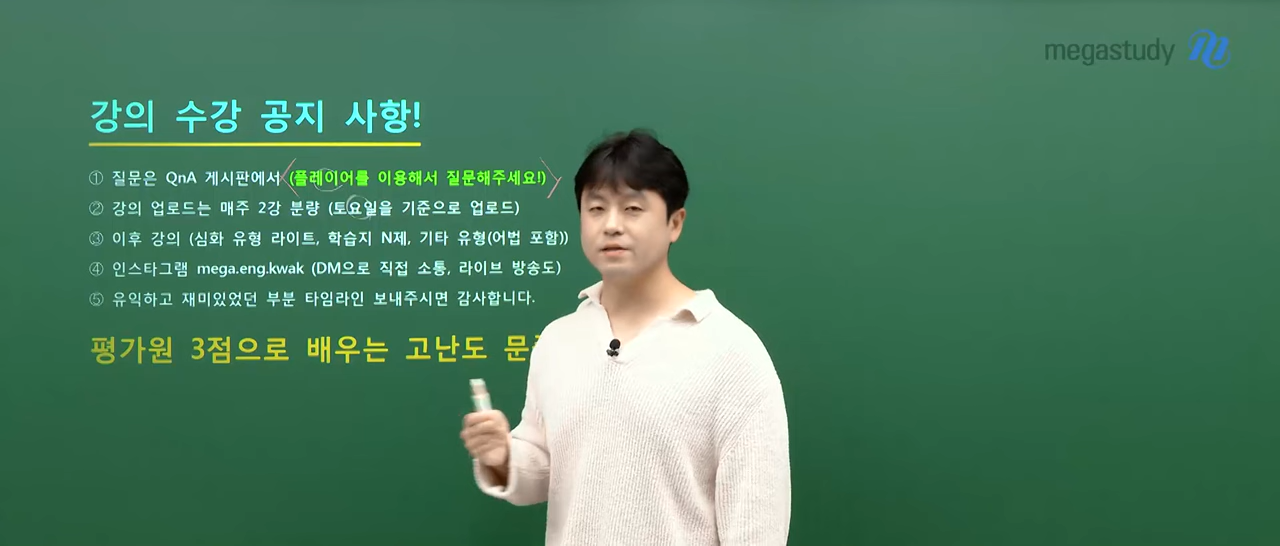 megastudy
강의 수강 공지 사항!
① 질문은 QnA 게시판에서 (플레이어를 이용해서 질문해주세요!)
② 강의 업로드는 매주 2강 분량 (토요일을 기준으로 업로드)
③ 이후 강의 (심화 유형 라이트, 학습지 N제, 기타 유형(어법 포함))
④ 인스타그램 mega.eng.kwak (DM으로 직접 소통, 라이브 방송도)
⑤ 유익하고 재미있었던 부분 타임라인 보내주시면 감사합니다.
평가원 3점으로 배우는 고난도